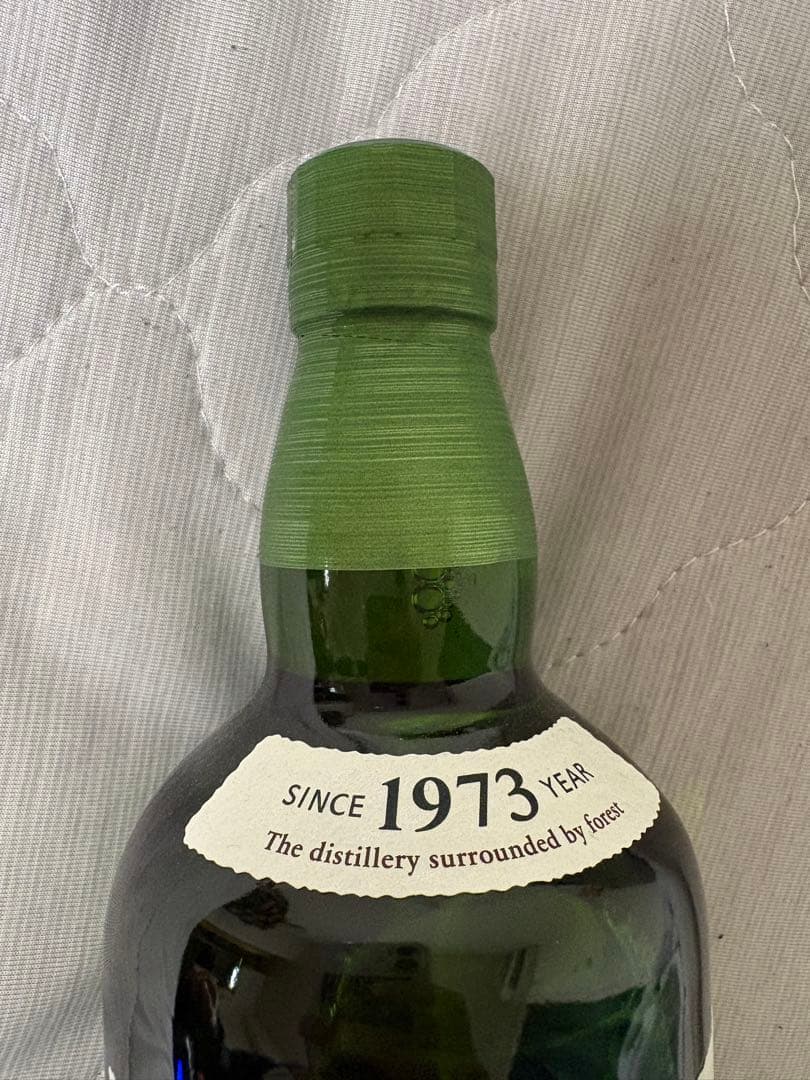 SINCE 1973 YEAR
The distillery surrounded by forest